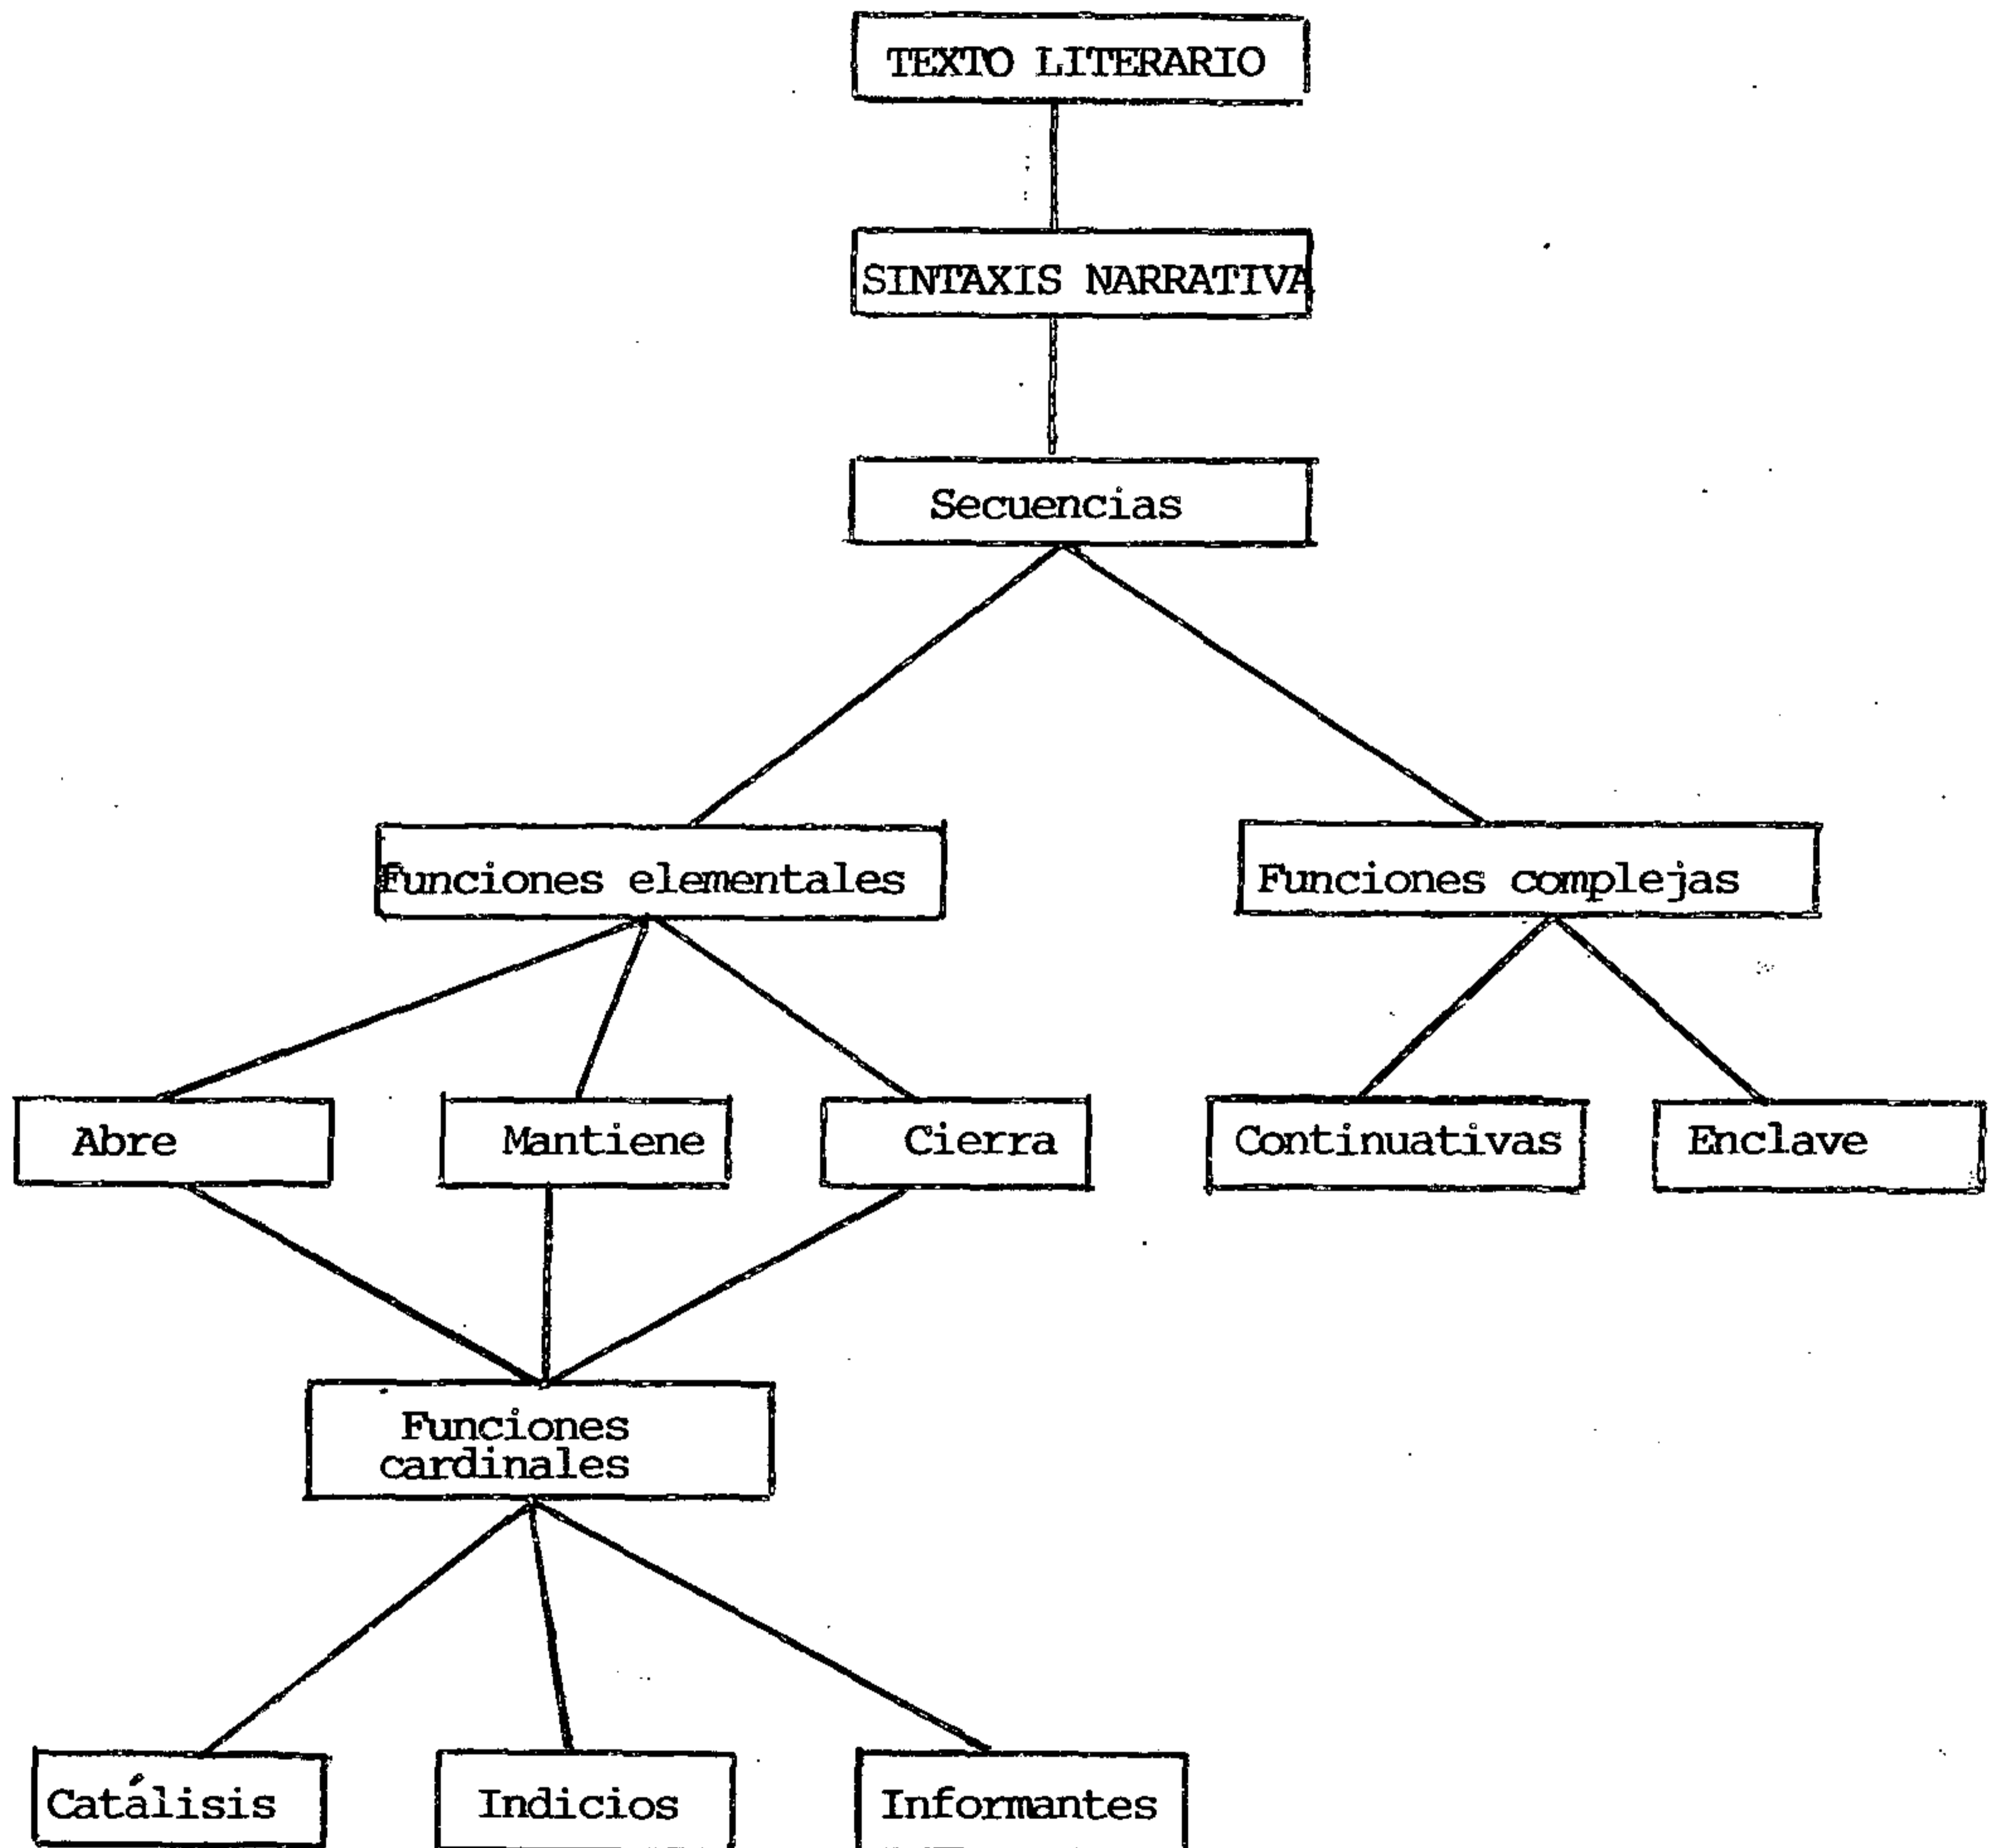 TEXTO LITERARIO
SINTAXIS NARRATIVA
Secuencias
Funciones elementales
Funciones complejas
Abre
Mantiene
Cierra
Continuativas
Enclave
Funciones
cardinales
Catálisis
Indicios
Informantes